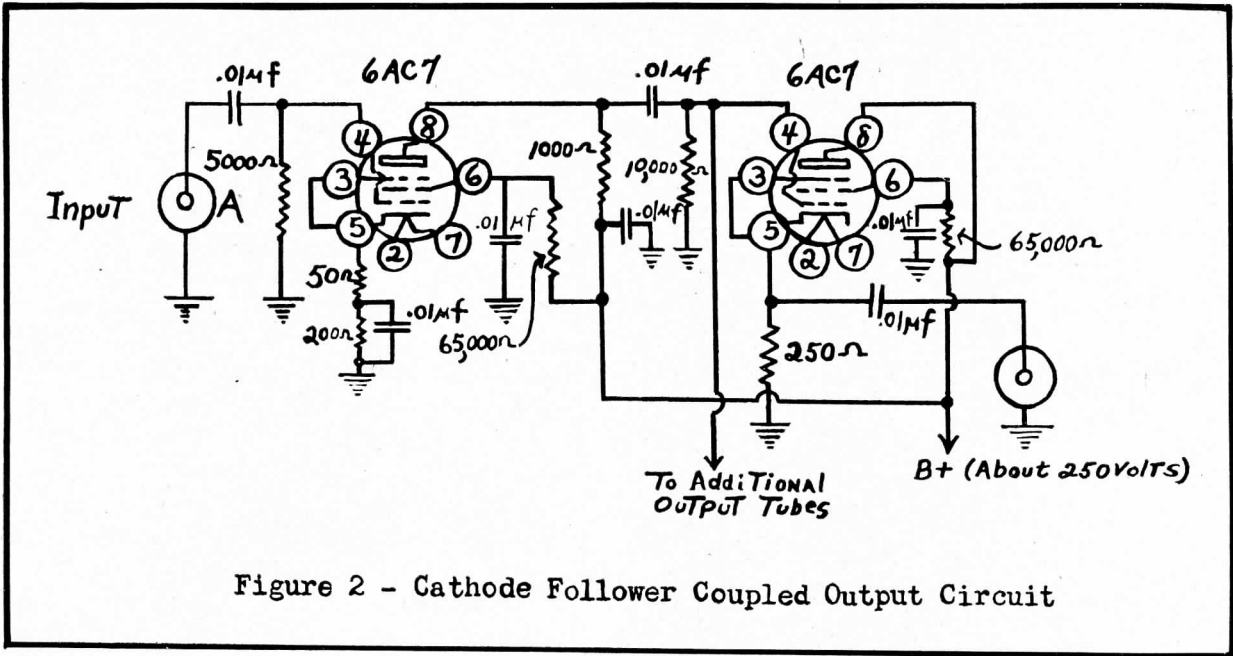 .01μf
6AC7
.01μf
6AC7
4
8
4
8
5000Ω
1000Ω
10,000Ω
3
6
3
6
Input
A
.01μf
.01μf
.01μf
65,000Ω
5
2
7
5
2
7
50Ω
200Ω
.01μf
65,000Ω
250Ω
.01μf
To Additional
Output Tubes
B+ (About 250 Volts)
Figure 2 - Cathode Follower Coupled Output Circuit